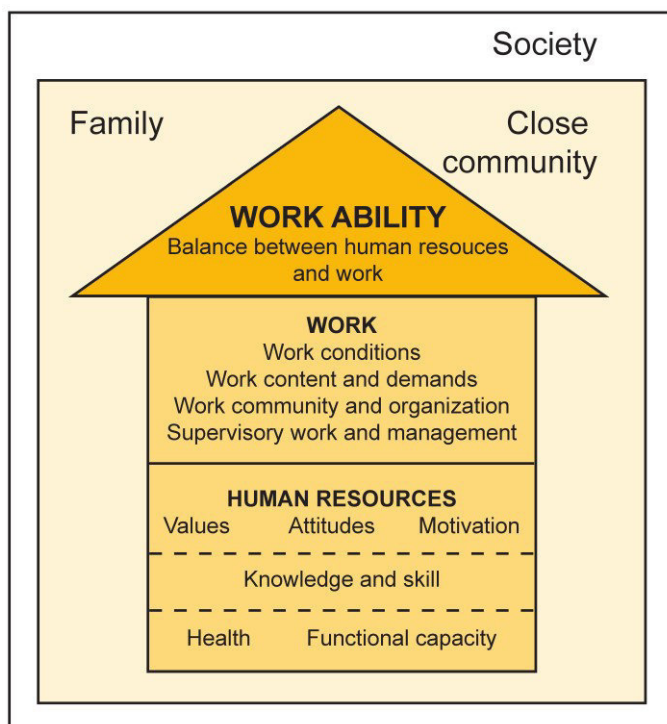 Society
Family
Close
community
WORK ABILITY
Balance between human resouces
and work
WORK
Work conditions
Work content and demands
Work community and organization
Supervisory work and management
HUMAN RESOURCES
Values Attitudes Motivation
Knowledge and skill
Health Functional capacity